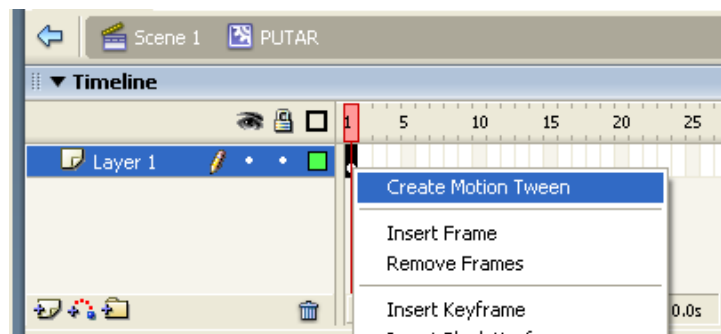 Scene 1 PUTAR
Timeline
1 5 10 15 20 25
Layer 1
Create Motion Tween
Insert Frame
Remove Frames
Insert Keyframe
0.0s